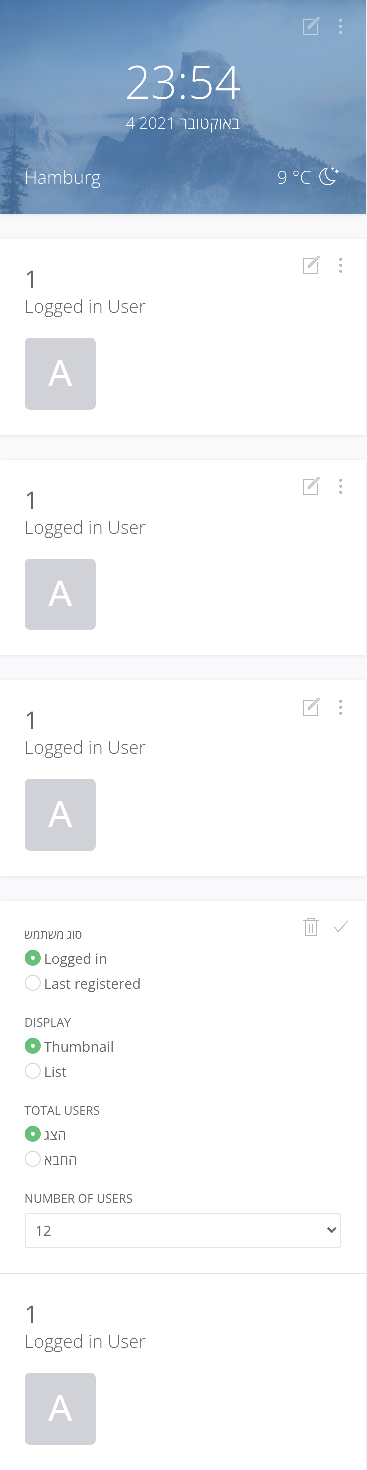 23:54
4 באוקטובר 2021
Hamburg
9 °C
1
Logged in User
A
1
Logged in User
A
1
Logged in User
A
סוג משתמש
Logged in
Last registered
DISPLAY
Thumbnail
List
TOTAL USERS
הצג
החבא
NUMBER OF USERS
12
1
Logged in User
A